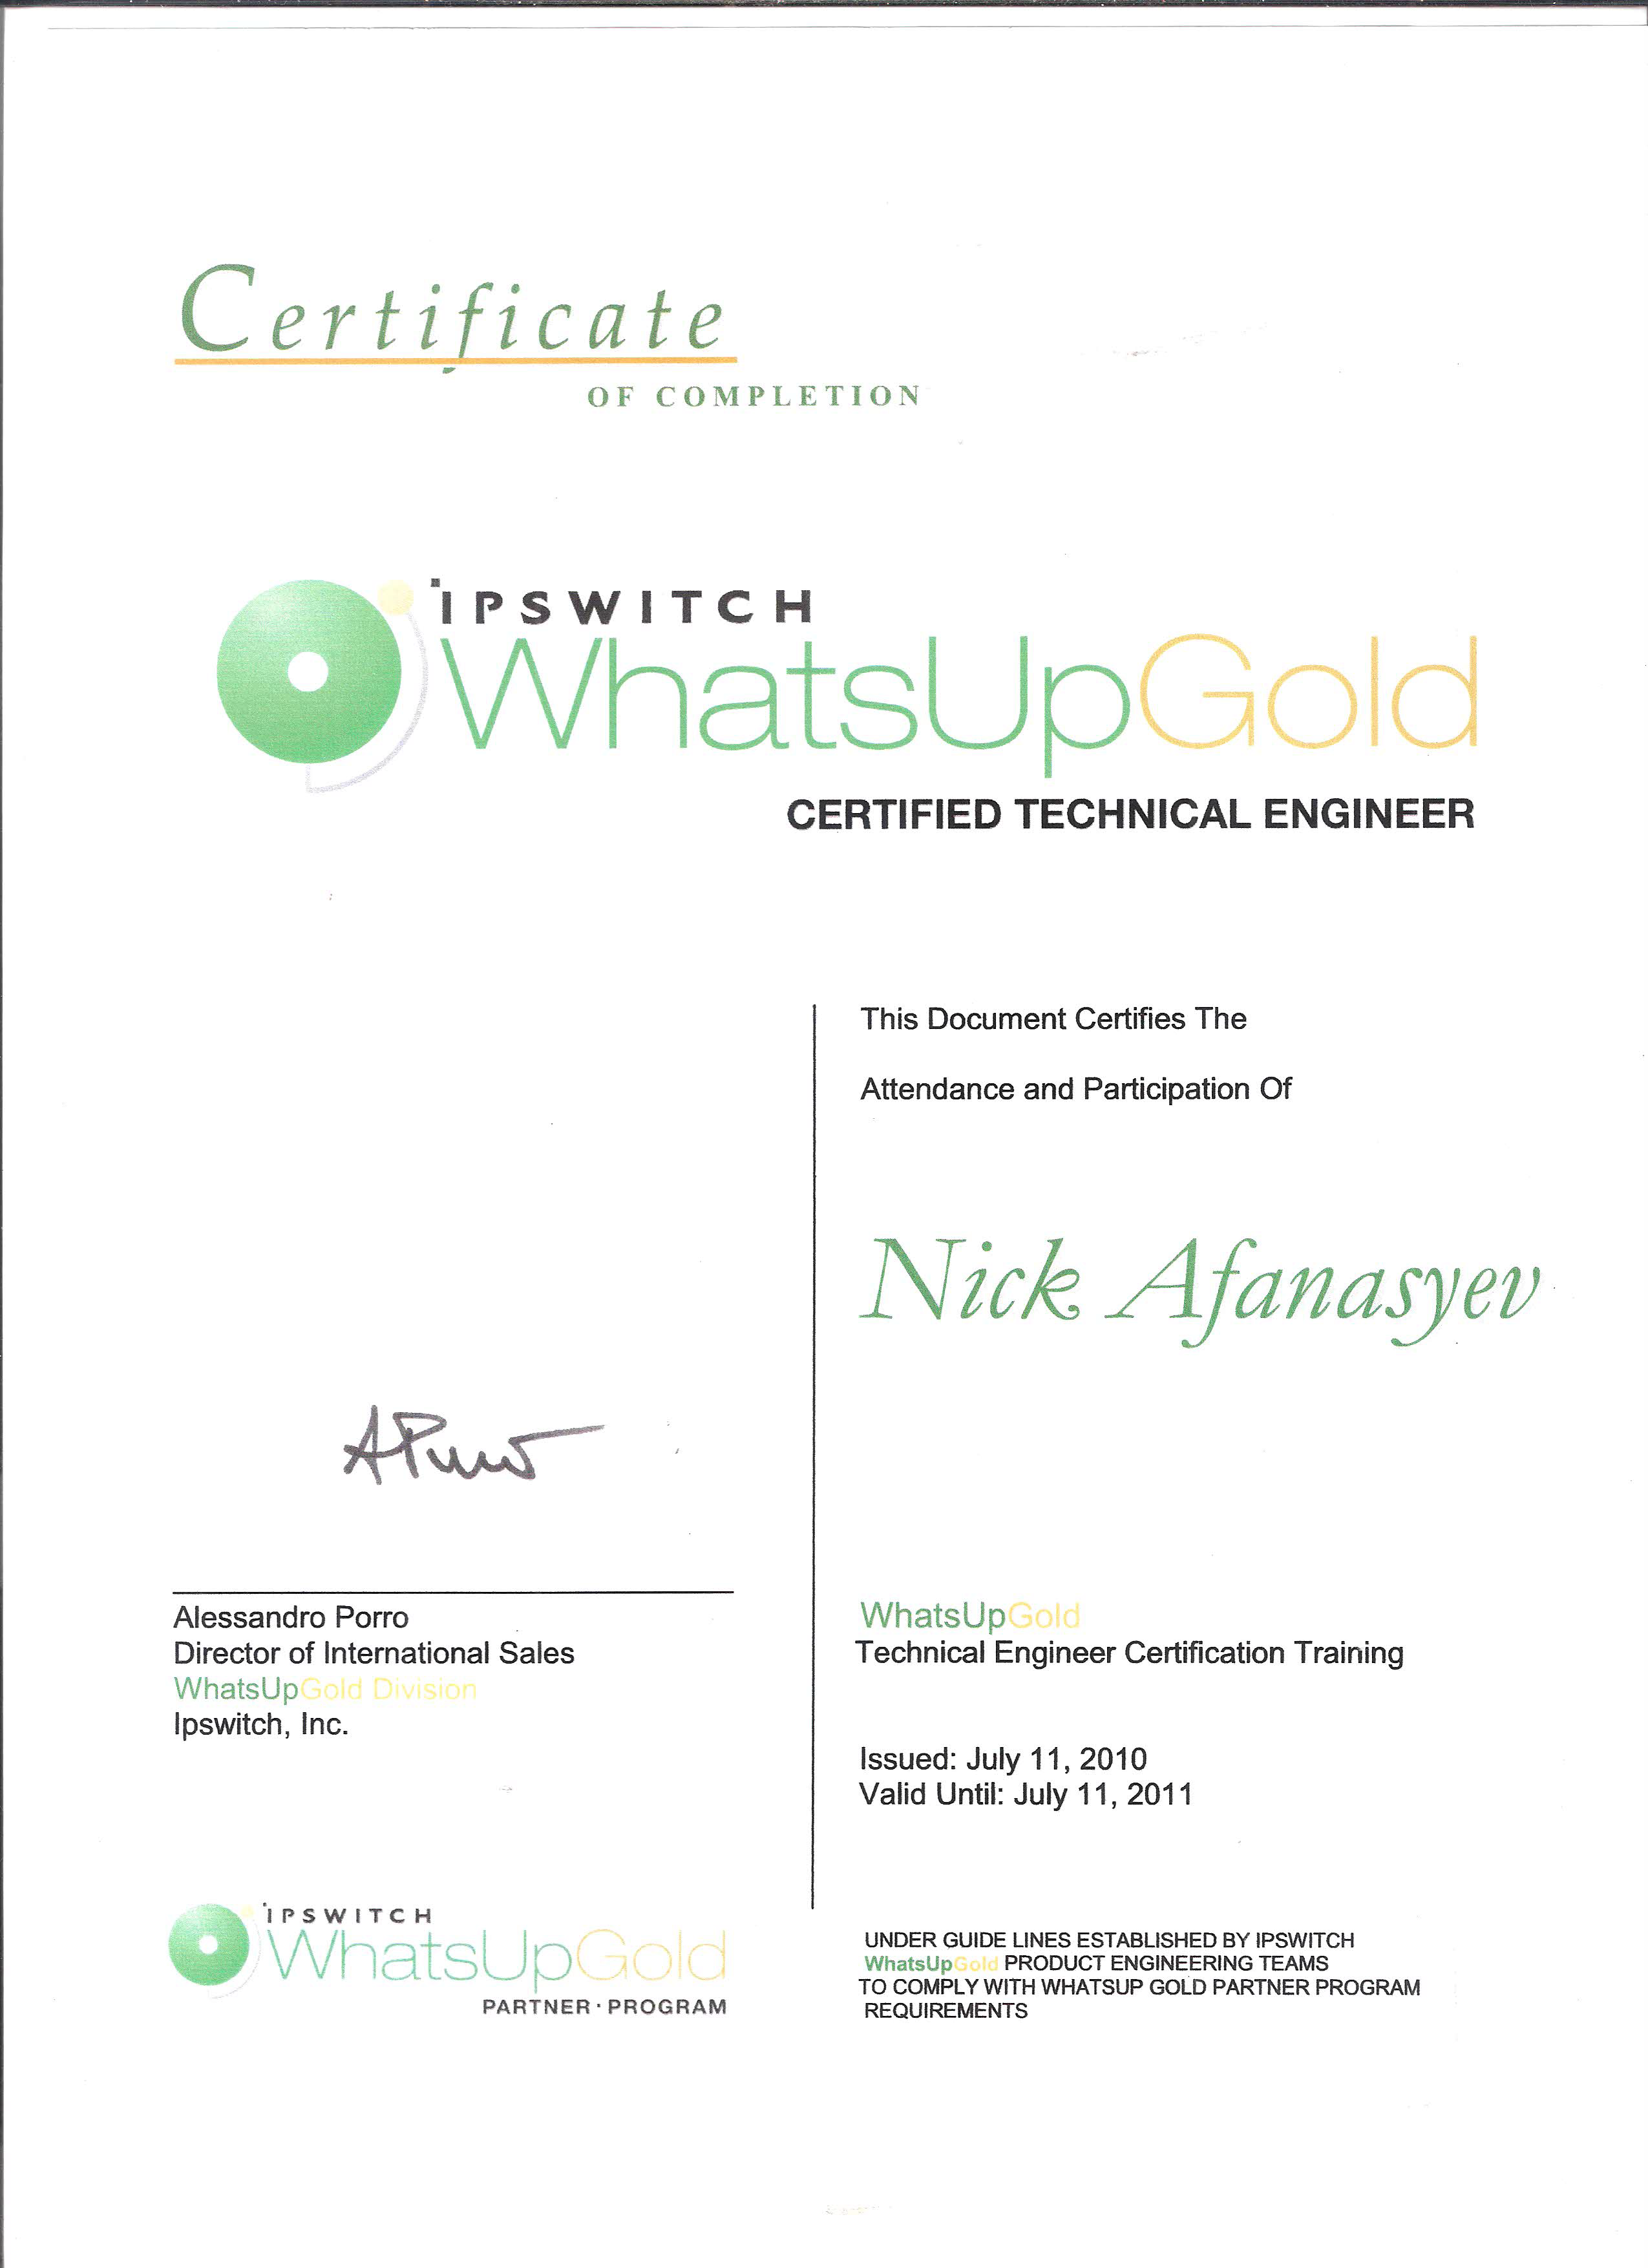 Certificate
OF COMPLETION
IPSWITCH
WhatsUpGold
CERTIFIED TECHNICAL ENGINEER
This Document Certifies The
Attendance and Participation Of
Nick Afanasyev
Alessandro Porro
Director of International Sales
WhatsUpGold Division
Ipswitch, Inc.
WhatsUpGold
Technical Engineer Certification Training
Issued: July 11, 2010
Valid Until: July 11, 2011
IPSWITCH
WhatsUpGold
PARTNER · PROGRAM
UNDER GUIDE LINES ESTABLISHED BY IPSWITCH
WhatsUpGold PRODUCT ENGINEERING TEAMS
TO COMPLY WITH WHATSUP GOLD PARTNER PROGRAM
REQUIREMENTS